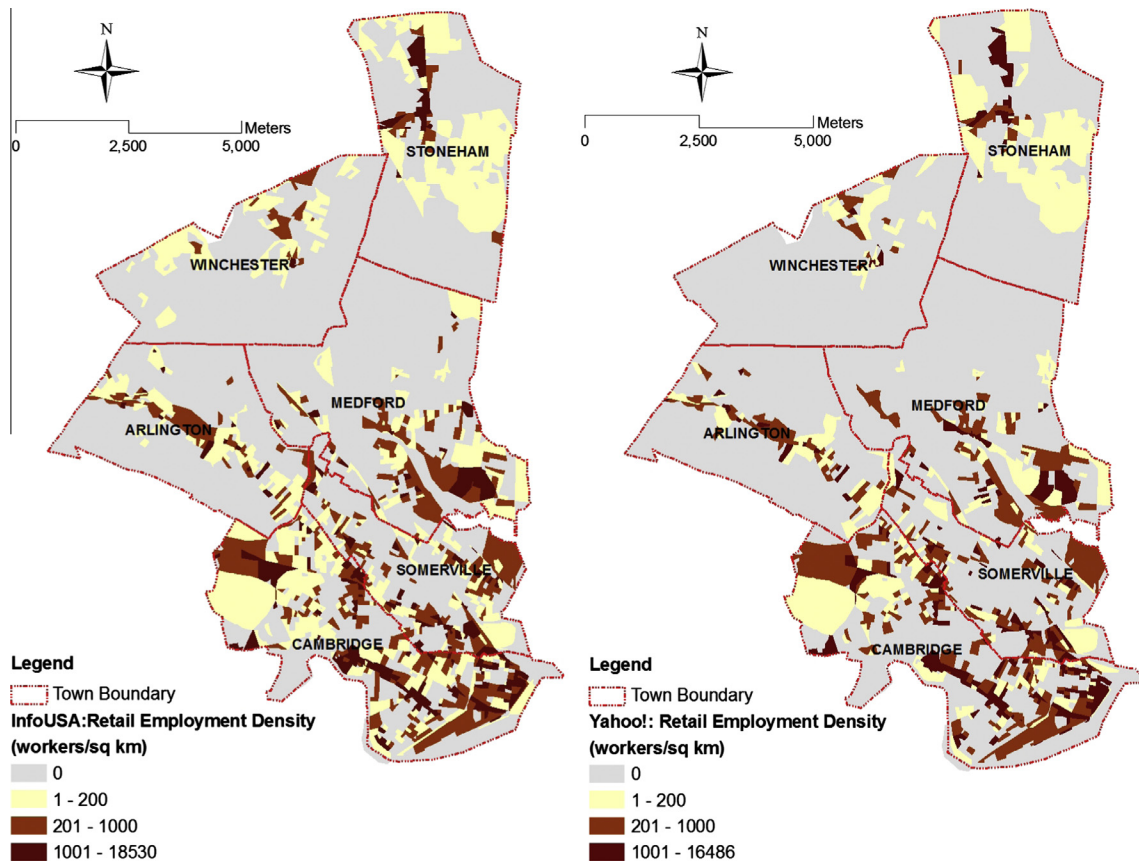 N
Meters
0 2,500 5,000
STONEHAM
WINCHESTER
MEDFORD
ARLINGTON
SOMERVILLE
CAMBRIDGE
Legend
Town Boundary
InfoUSA:Retail Employment Density
(workers/sq km)
0
1 - 200
201 - 1000
1001 - 18530
N
Meters
0 2,500 5,000
STONEHAM
WINCHESTER
MEDFORD
ARLINGTON
SOMERVILLE
CAMBRIDGE
Legend
Town Boundary
Yahoo!: Retail Employment Density
(workers/sq km)
0
1 - 200
201 - 1000
1001 - 16486